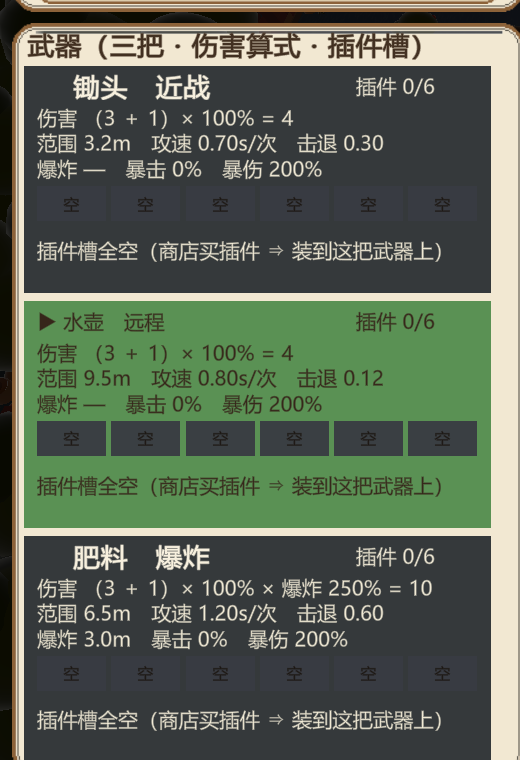 武器（三把 · 伤害算式 · 插件槽）
锄头 近战 插件 0/6
伤害 （3 + 1）× 100% = 4
范围 3.2m 攻速 0.70s/次 击退 0.30
爆炸 — 暴击 0% 暴伤 200%
空 空 空 空 空 空
插件槽全空（商店买插件 ⇒ 装到这把武器上）
▶ 水壶 远程 插件 0/6
伤害 （3 + 1）× 100% = 4
范围 9.5m 攻速 0.80s/次 击退 0.12
爆炸 — 暴击 0% 暴伤 200%
空 空 空 空 空 空
插件槽全空（商店买插件 ⇒ 装到这把武器上）
肥料 爆炸 插件 0/6
伤害 （3 + 1）× 100% × 爆炸 250% = 10
范围 6.5m 攻速 1.20s/次 击退 0.60
爆炸 3.0m 暴击 0% 暴伤 200%
空 空 空 空 空 空
插件槽全空（商店买插件 ⇒ 装到这把武器上）